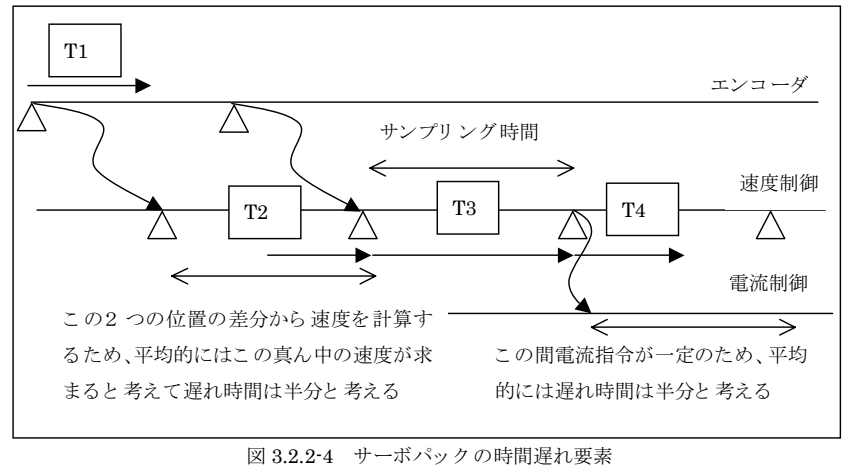 T1
エンコーダ
サンプリング時間
速度制御
T2
T3
T4
電流制御
この2つの位置の差分から速度を計算す
るため、平均的にはこの真ん中の速度が求
まると考えて遅れ時間は半分と考える
この間電流指令が一定のため、平均
的には遅れ時間は半分と考える
図 3.2.2-4 サーボパックの時間遅れ要素